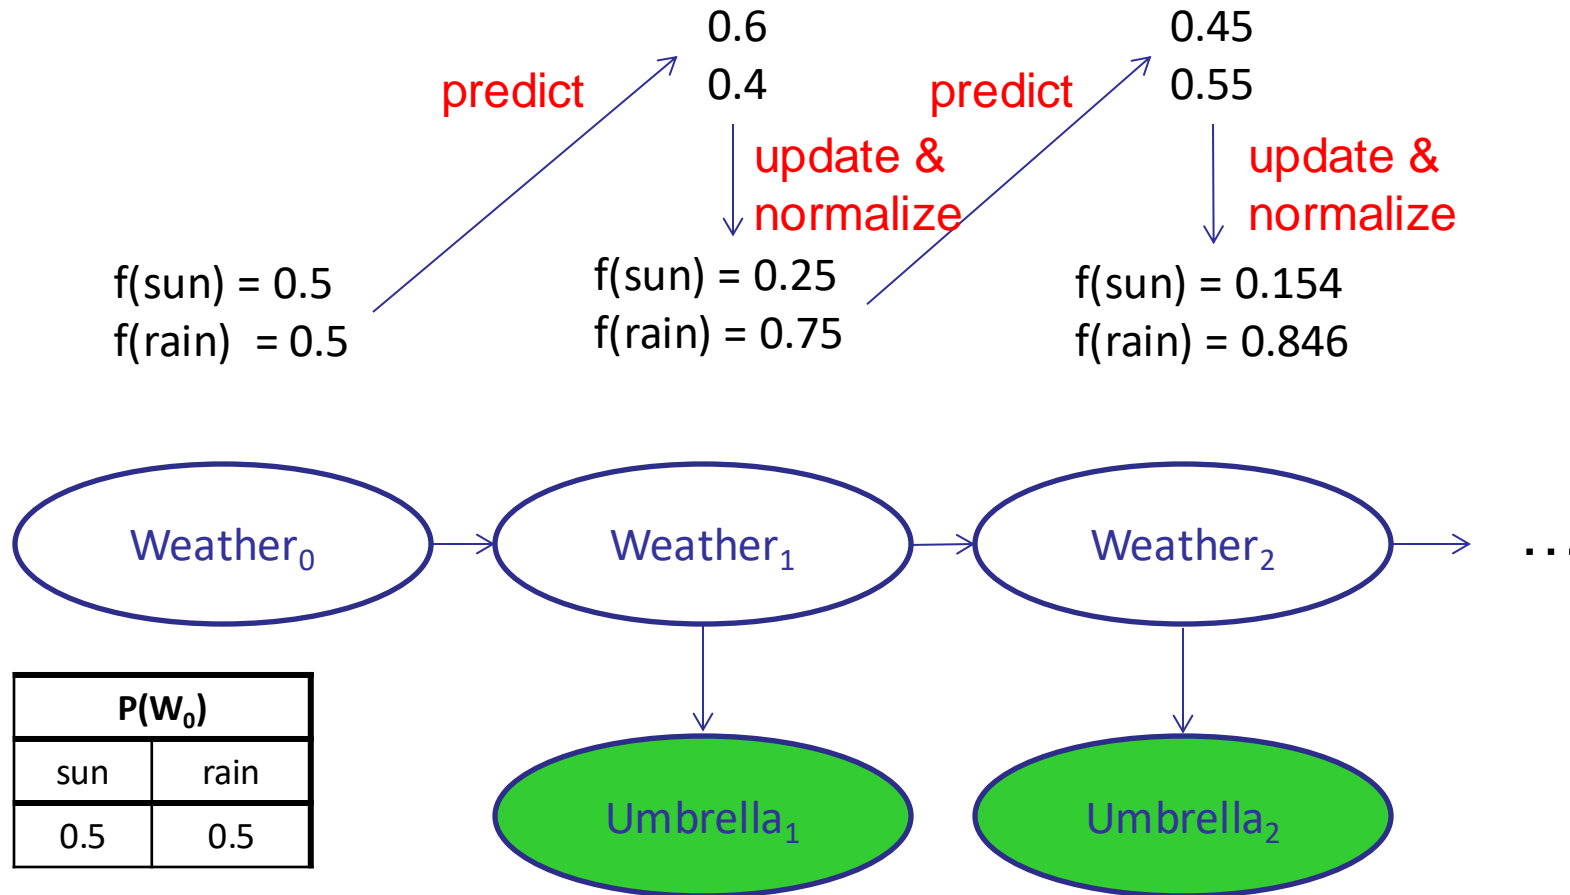 0.6
0.4
predict
update &
normalize
0.45
0.55
predict
update &
normalize
f(sun) = 0.5
f(rain) = 0.5
f(sun) = 0.25
f(rain) = 0.75
f(sun) = 0.154
f(rain) = 0.846
Weather₀
Weather₁
Weather₂
...
P(W₀)
sun rain
0.5 0.5
Umbrella₁
Umbrella₂